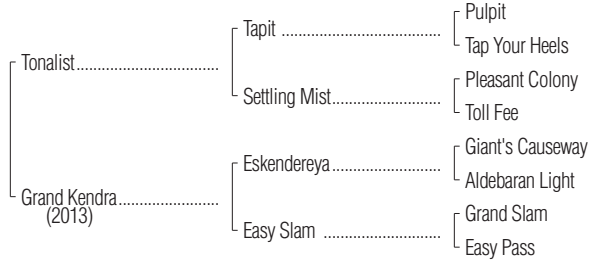 Pulpit
Tapit
Tap Your Heels
Tonalist
Pleasant Colony
Settling Mist
Toll Fee
Giant's Causeway
Eskendereya
Aldebaran Light
Grand Kendra
(2013)
Grand Slam
Easy Slam
Easy Pass